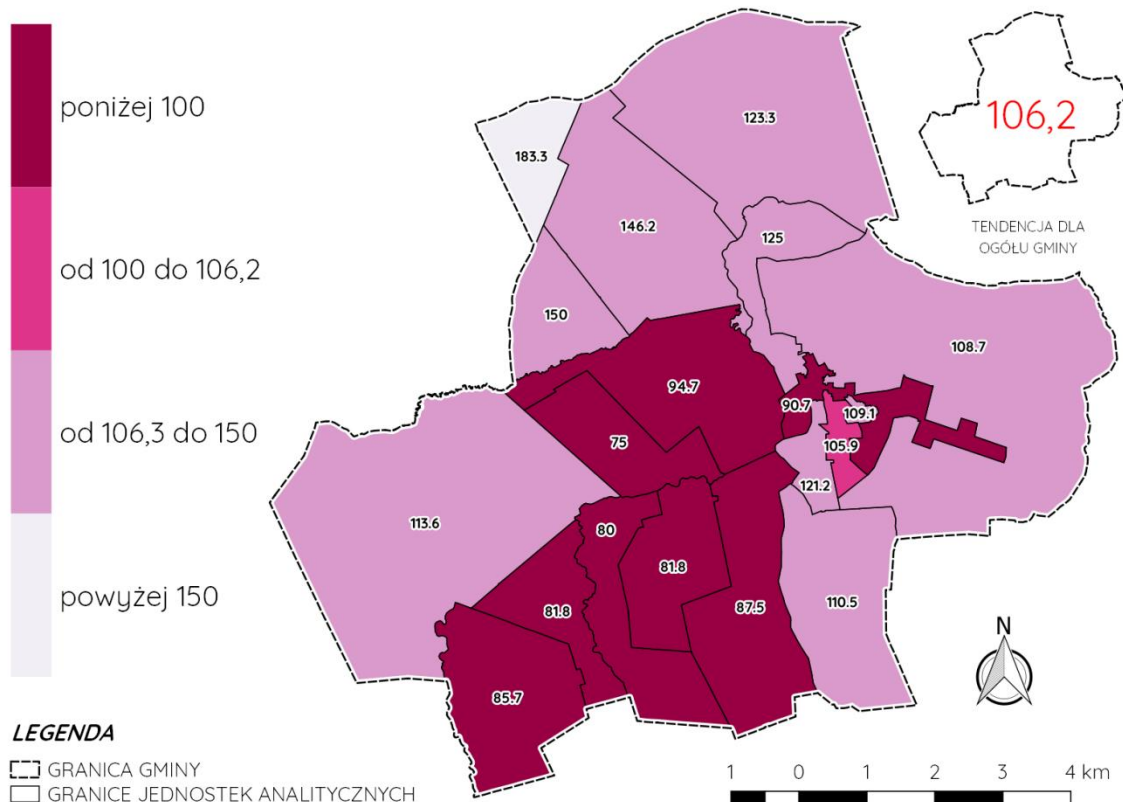 poniżej 100
od 100 do 106,2
od 106,3 do 150
powyżej 150
LEGENDA
GRANICA GMINY
GRANICE JEDNOSTEK ANALITYCZNYCH
106,2
TENDENCJA DLA
OGÓŁU GMINY
123.3
183.3
146.2
125
150
108.7
94.7
90.7
109.1
75
105.9
121.2
113.6
80
81.8
81.8
87.5
110.5
85.7
N
1 0 1 2 3 4 km